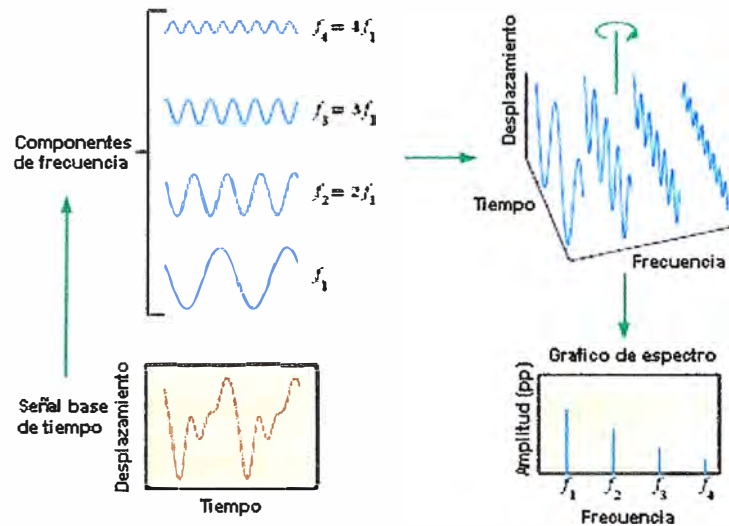 f₄ = 4f₁
f₃ = 3f₁
Componentes
de frecuencia
f₂ = 2f₁
f₁
Señal base
de tiempo
Desplazamiento
Tiempo
Desplazamiento
Tiempo
Frecuencia
Grafico de espectro
Amplitud (pp)
f₁ f₂ f₃ f₄
Frecuencia